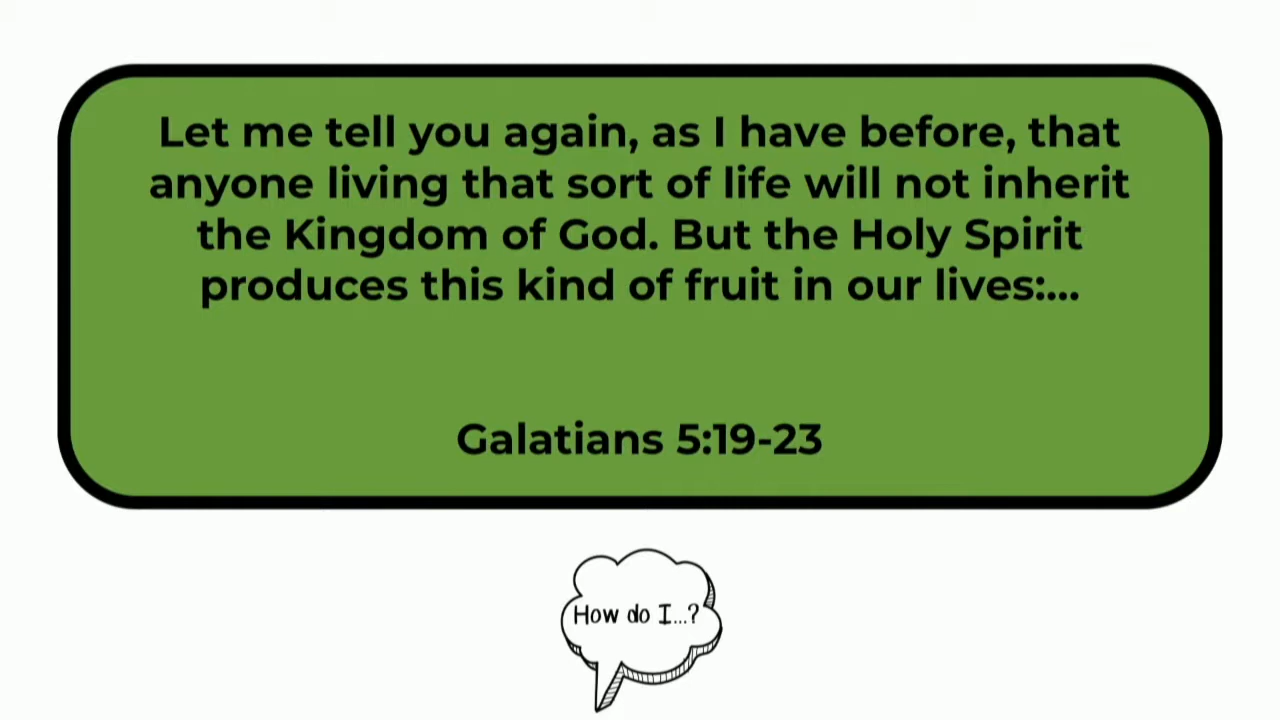 Let me tell you again, as I have before, that
anyone living that sort of life will not inherit
the Kingdom of God. But the Holy Spirit
produces this kind of fruit in our lives:...
Galatians 5:19-23
How do I...?